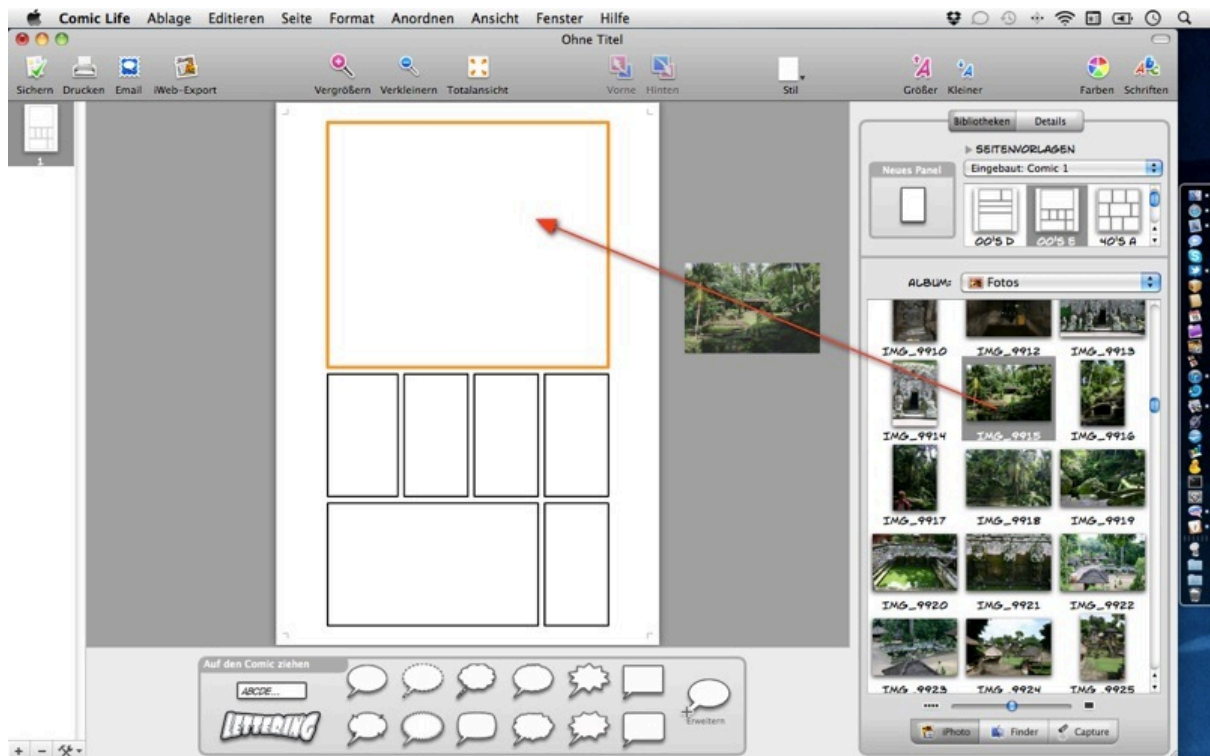 Comic Life Ablage Editieren Seite Format Anordnen Ansicht Fenster Hilfe
Ohne Titel
Sichern Drucken Email iWeb-Export Vergrößern Verkleinern Totalansicht Vorne Hinten Stil Größer Kleiner Farben Schriften
1
Bibliotheken Details
SEITENVORLAGEN
Neues Panel
Eingebaut: Comic 1
00'S D 00'S E 40'S A
ALBUM: Fotos
IMG_9910 IMG_9912 IMG_9913
IMG_9914 IMG_9915 IMG_9916
IMG_9917 IMG_9918 IMG_9919
IMG_9920 IMG_9921 IMG_9922
IMG_9923 IMG_9924 IMG_9925
iPhoto Finder Capture
Auf den Comic ziehen
ABCDE...
LETTERING
Erweitern